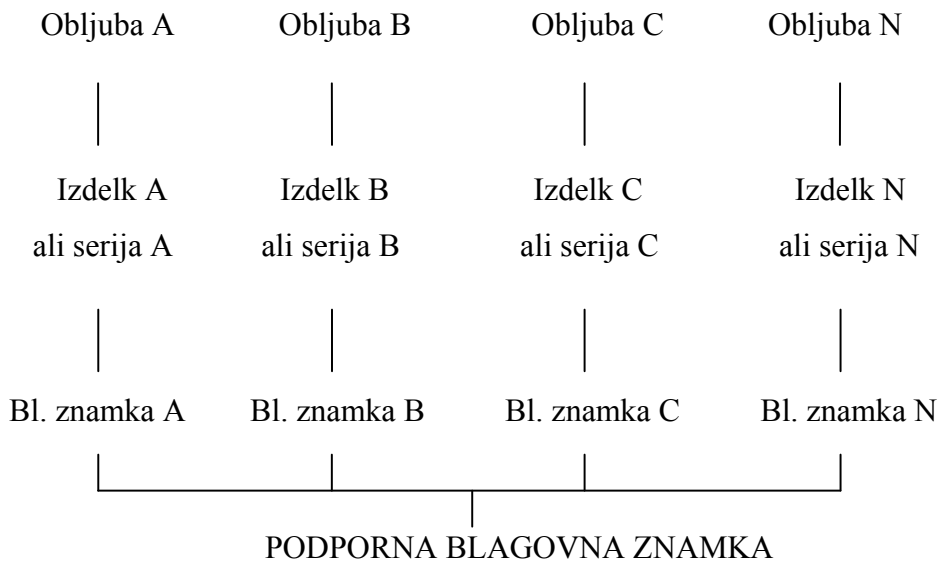 Obljuba A Obljuba B Obljuba C Obljuba N
Izdelk A Izdelk B Izdelk C Izdelk N
ali serija A ali serija B ali serija C ali serija N
Bl. znamka A Bl. znamka B Bl. znamka C Bl. znamka N
PODPORNA BLAGOVNA ZNAMKA